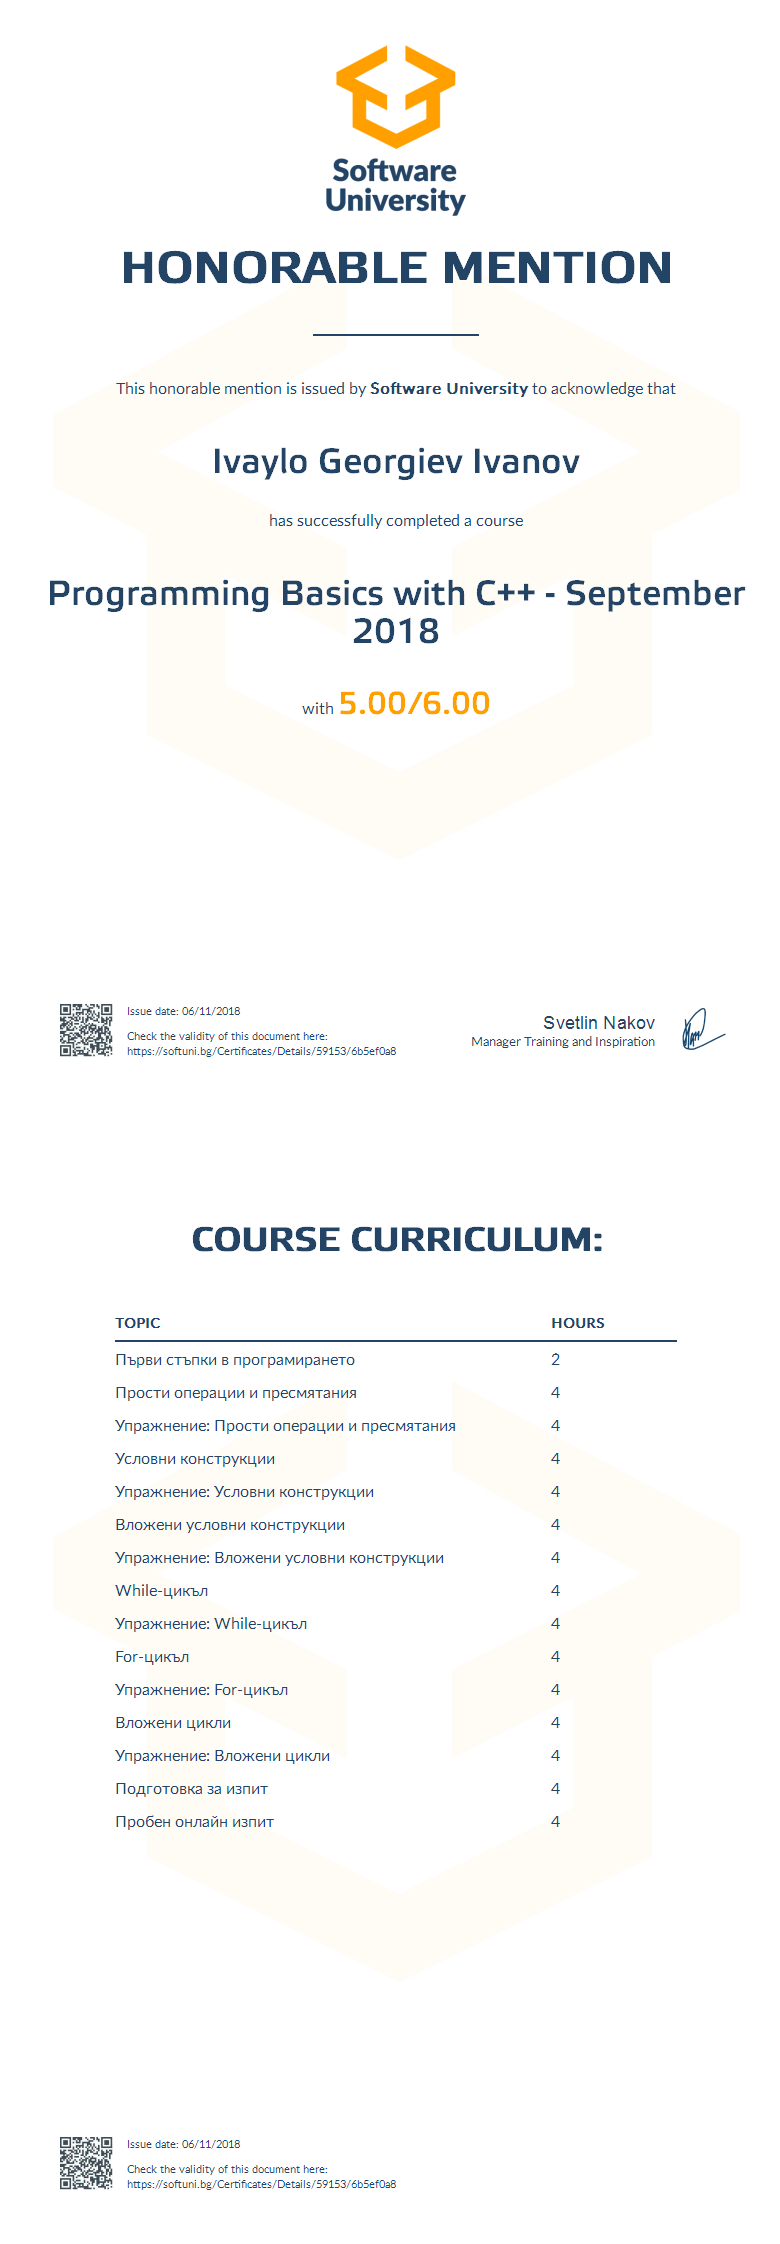 Software
University
HONORABLE MENTION
This honorable mention is issued by Software University to acknowledge that
Ivaylo Georgiev Ivanov
has successfully completed a course
Programming Basics with C++ - September
2018
with 5.00/6.00
Issue date: 06/11/2018
Check the validity of this document here:
https://softuni.bg/Certificates/Details/59153/6b5ef0a8
Svetlin Nakov
Manager Training and Inspiration
COURSE CURRICULUM:
TOPIC HOURS
Първи стъпки в програмирането 2
Прости операции и пресмятания 4
Упражнение: Прости операции и пресмятания 4
Условни конструкции 4
Упражнение: Условни конструкции 4
Вложени условни конструкции 4
Упражнение: Вложени условни конструкции 4
While-цикъл 4
Упражнение: While-цикъл 4
For-цикъл 4
Упражнение: For-цикъл 4
Вложени цикли 4
Упражнение: Вложени цикли 4
Подготовка за изпит 4
Пробен онлайн изпит 4
Issue date: 06/11/2018
Check the validity of this document here:
https://softuni.bg/Certificates/Details/59153/6b5ef0a8